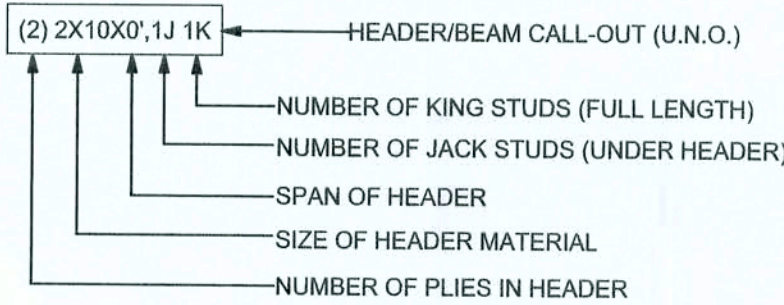 (2) 2X10X0',1J 1K
HEADER/BEAM CALL-OUT (U.N.O.)
NUMBER OF KING STUDS (FULL LENGTH)
NUMBER OF JACK STUDS (UNDER HEADER)
SPAN OF HEADER
SIZE OF HEADER MATERIAL
NUMBER OF PLIES IN HEADER